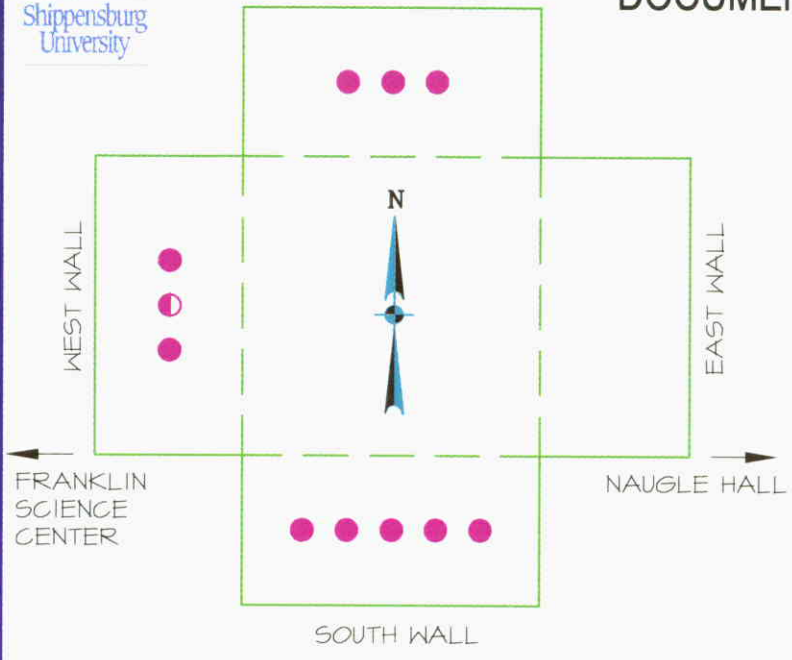 Shippensburg
University
N
WEST WALL
EAST WALL
FRANKLIN
SCIENCE
CENTER
NAUGLE HALL
SOUTH WALL